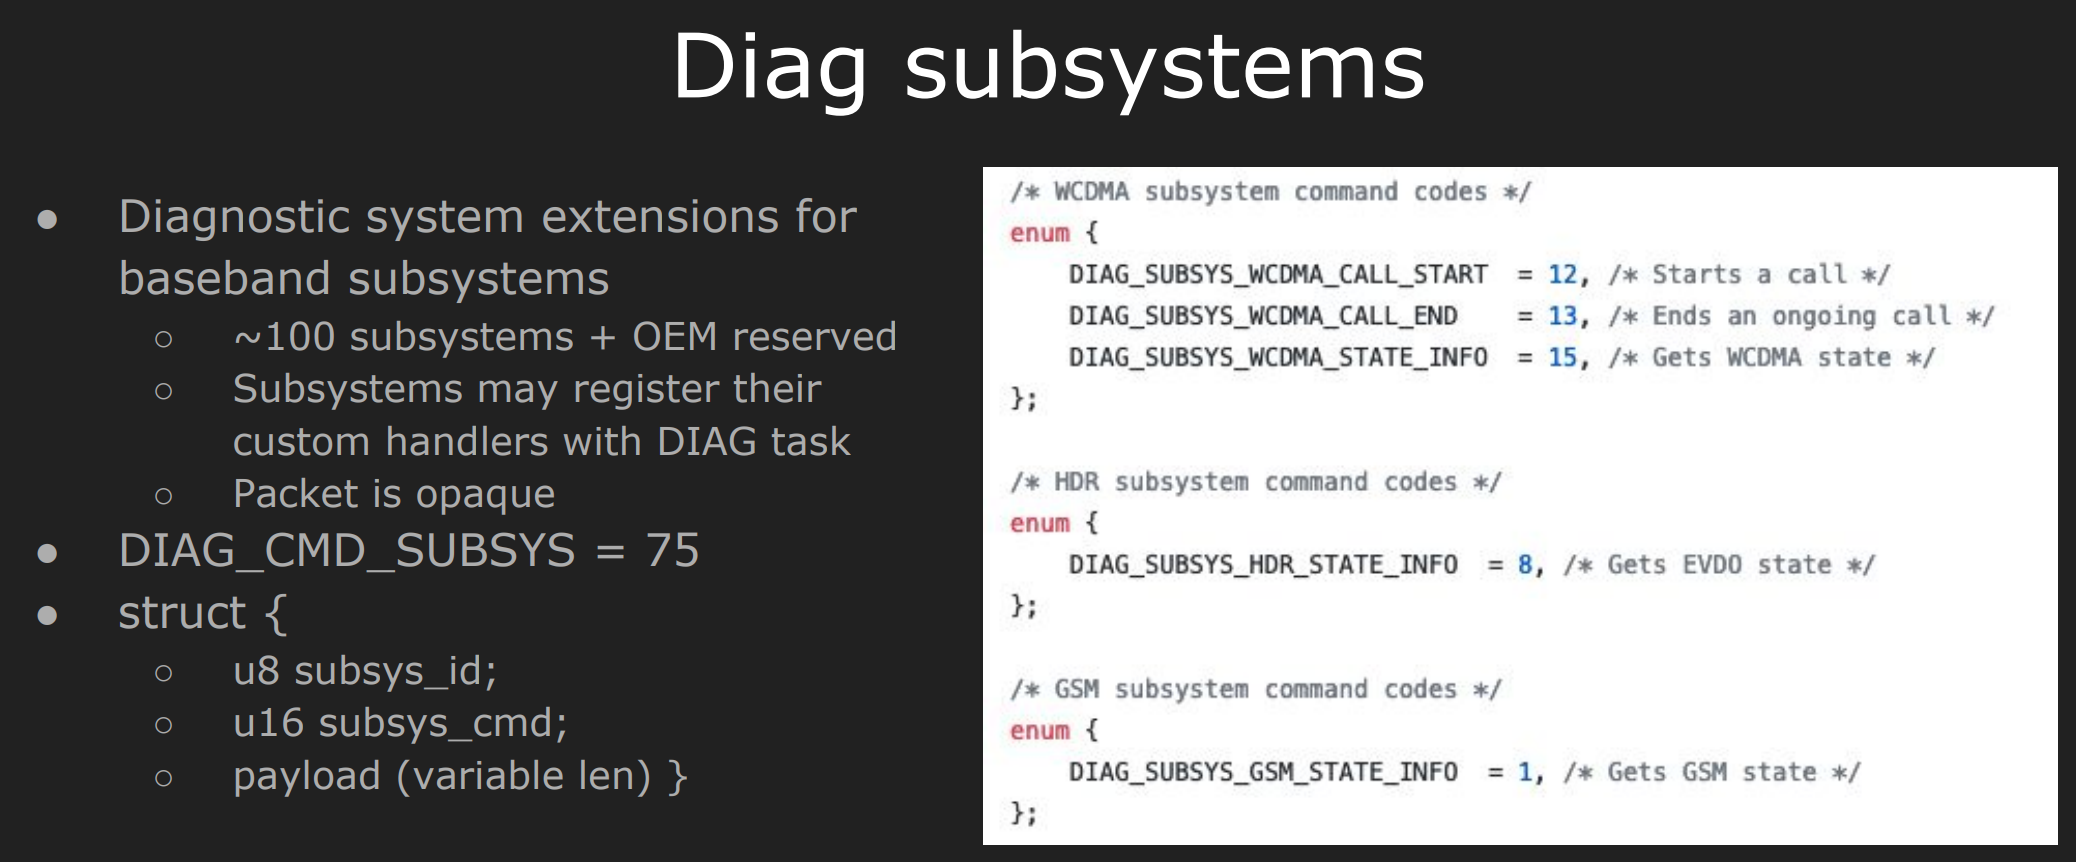 Diag subsystems
● Diagnostic system extensions for
baseband subsystems
○ ~100 subsystems + OEM reserved
○ Subsystems may register their
custom handlers with DIAG task
○ Packet is opaque
● DIAG_CMD_SUBSYS = 75
● struct {
○ u8 subsys_id;
○ u16 subsys_cmd;
○ payload (variable len) }
/* WCDMA subsystem command codes */
enum {
    DIAG_SUBSYS_WCDMA_CALL_START  = 12, /* Starts a call */
    DIAG_SUBSYS_WCDMA_CALL_END    = 13, /* Ends an ongoing call */
    DIAG_SUBSYS_WCDMA_STATE_INFO  = 15, /* Gets WCDMA state */
};
/* HDR subsystem command codes */
enum {
    DIAG_SUBSYS_HDR_STATE_INFO  = 8, /* Gets EVDO state */
};
/* GSM subsystem command codes */
enum {
    DIAG_SUBSYS_GSM_STATE_INFO  = 1, /* Gets GSM state */
};